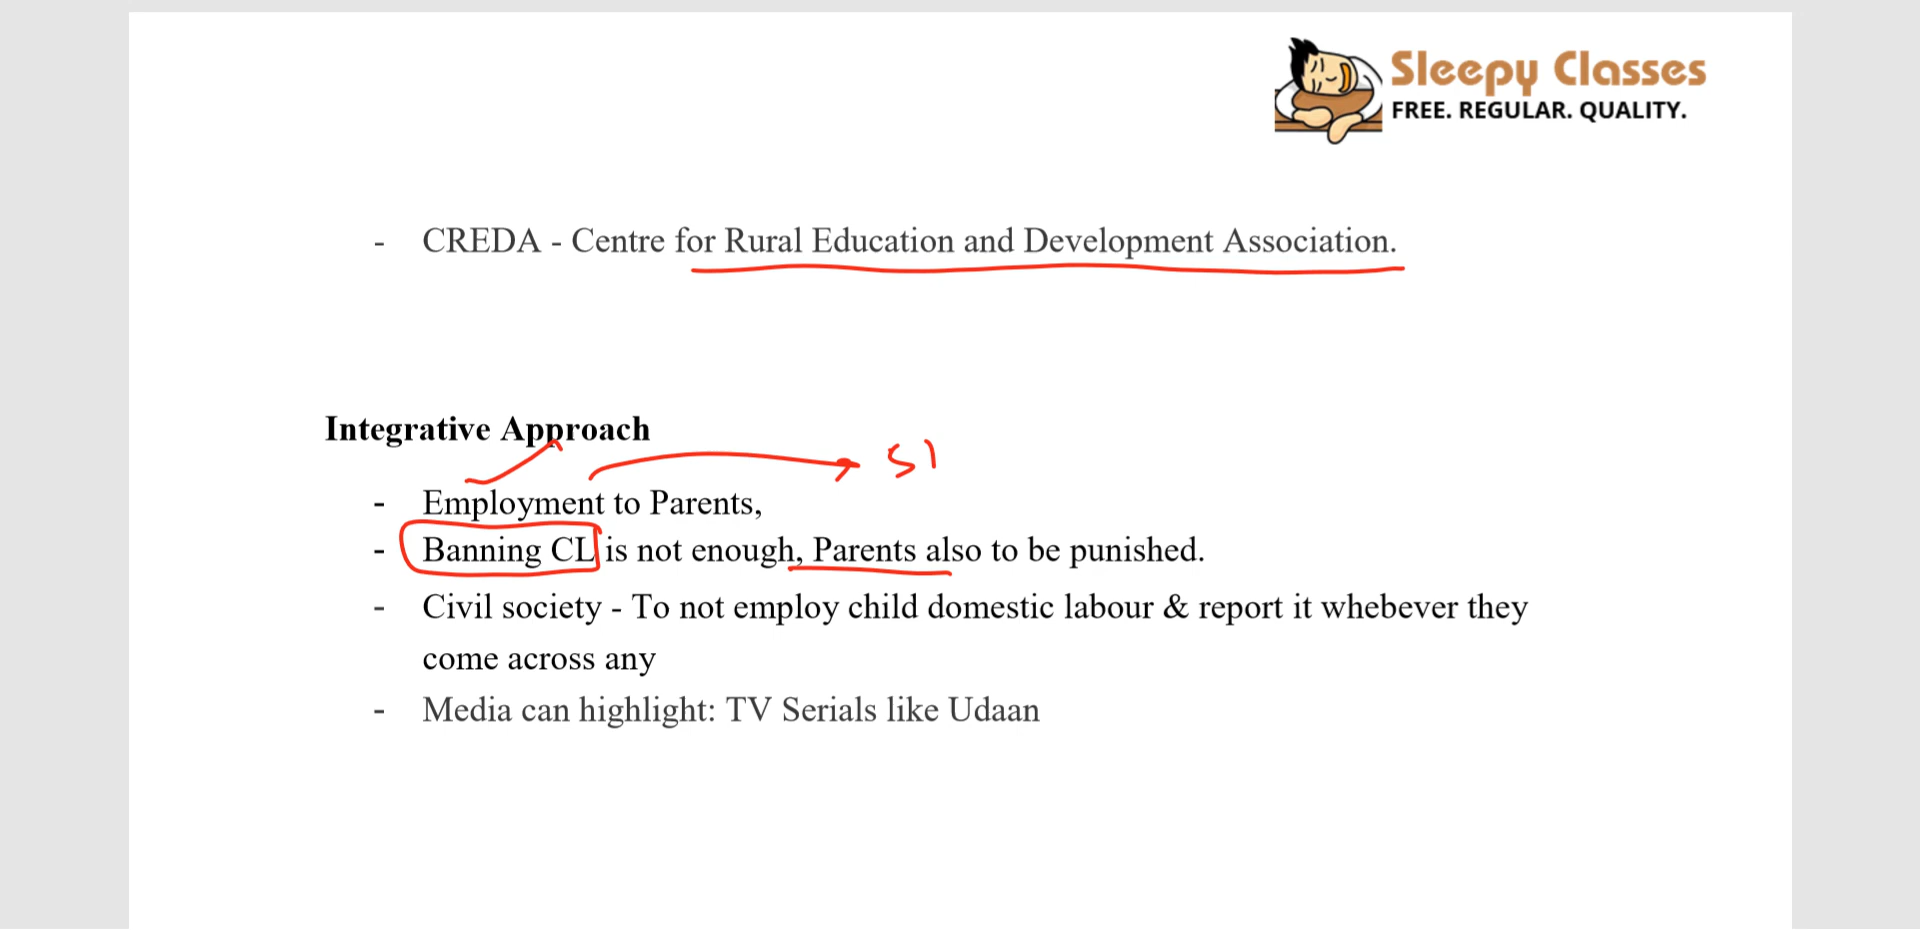 Sleepy Classes
FREE. REGULAR. QUALITY.
- CREDA - Centre for Rural Education and Development Association.
Integrative Approach
- Employment to Parents,
- Banning CL is not enough, Parents also to be punished.
- Civil society - To not employ child domestic labour & report it whebever they
come across any
- Media can highlight: TV Serials like Udaan